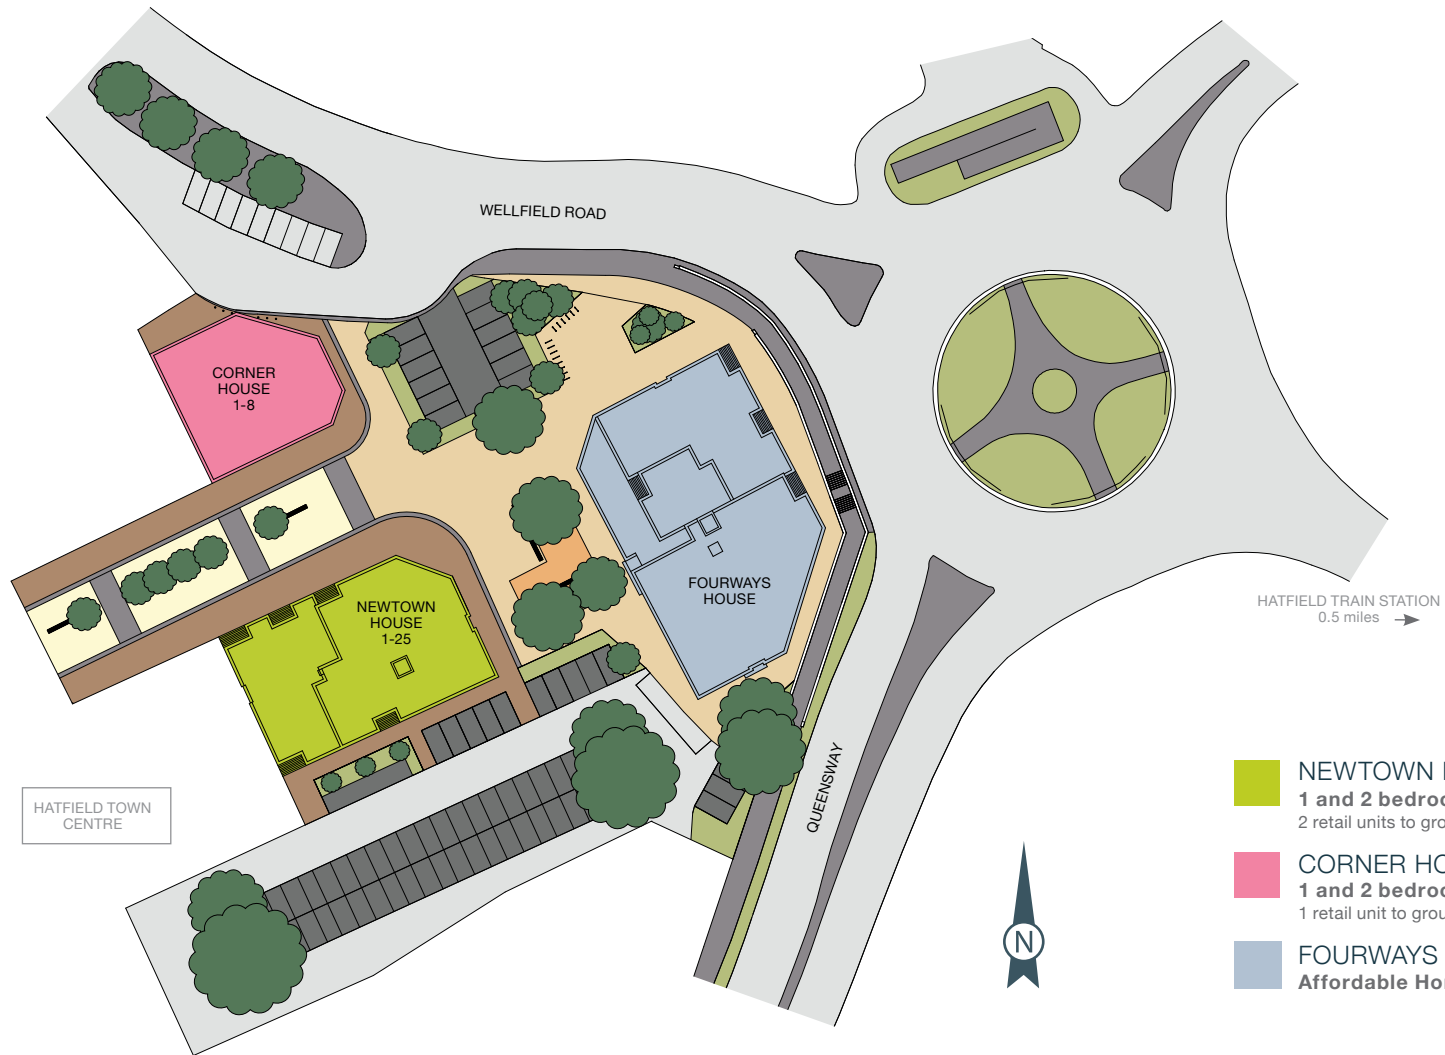 WELLFIELD ROAD
CORNER
HOUSE
1-8
NEWTOWN
HOUSE
1-25
FOURWAYS
HOUSE
HATFIELD TRAIN STATION
0.5 miles
HATFIELD TOWN
CENTRE
QUEENSWAY
N
NEWTOWN
1 and 2
2 retail units to
CORNER
1 and 2
1 retail unit to
FOURWAYS
Affordable